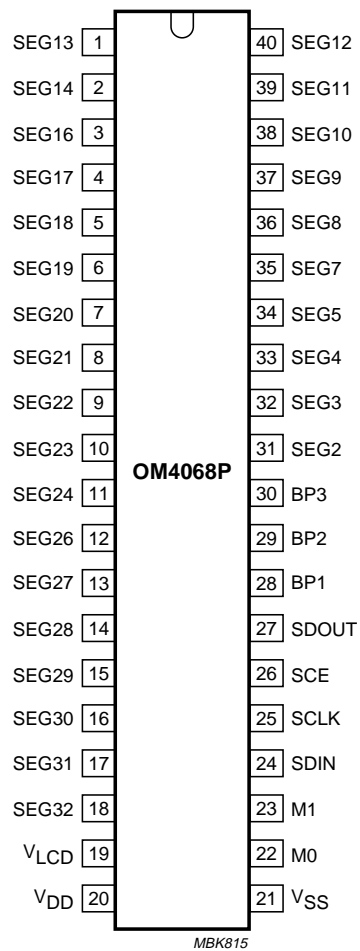 SEG13 1 40 SEG12
SEG14 2 39 SEG11
SEG16 3 38 SEG10
SEG17 4 37 SEG9
SEG18 5 36 SEG8
SEG19 6 35 SEG7
SEG20 7 34 SEG5
SEG21 8 33 SEG4
SEG22 9 32 SEG3
SEG23 10 31 SEG2
OM4068P
SEG24 11 30 BP3
SEG26 12 29 BP2
SEG27 13 28 BP1
SEG28 14 27 SDOUT
SEG29 15 26 SCE
SEG30 16 25 SCLK
SEG31 17 24 SDIN
SEG32 18 23 M1
VLCD 19 22 M0
VDD 20 21 VSS
MBK815